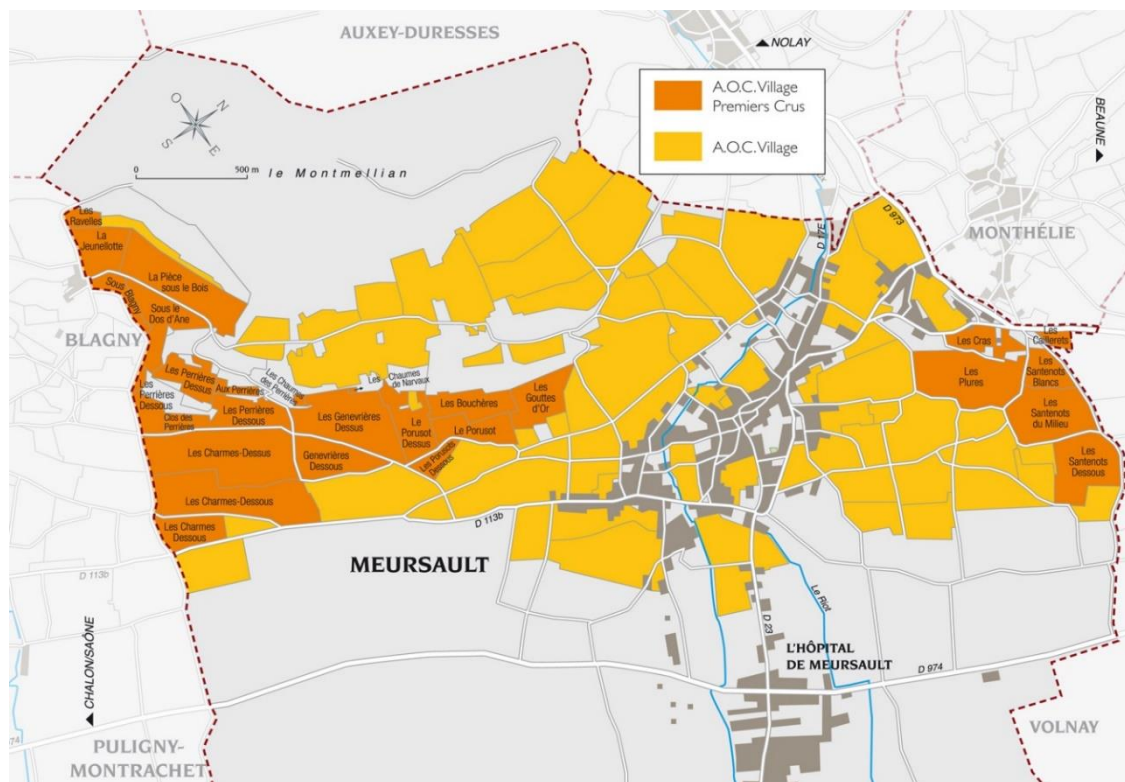 AUXEY-DURESSES
NOLAY
A.O.C. Village
Premiers Crus
A.O.C. Village
BEAUNE
O
N
S
E
0
500 m
le Montmellian
D 973
D 17E
MONTHÉLIE
Les
Ravelles
La
Jeunellotte
La Pièce
sous le Bois
Sous Blagny
Sous le
Dos d'Ane
BLAGNY
Les Perrières
Dessus
Aux Perrières
Les Chaumes
des Perrières
Les Chaumes
de Narvaux
Les
Perrières
Dessous
Clos des
Perrières
Les Perrières
Dessous
Les Genevrières
Dessus
Le
Porusot
Dessus
Les Bouchères
Le Porusot
Les
Gouttes
d'Or
Les Porusots
Dessous
Genevrières
Dessous
Les Charmes-Dessus
Les Charmes-Dessous
Les Charmes
Dessous
Les Cras
Les
Caillerets
Les
Plures
Les
Santenots
Blancs
Les
Santenots
du Milieu
Les
Santenots
Dessous
D 113b
MEURSAULT
D 113b
Le Riot
D 23
L'HÔPITAL
DE MEURSAULT
D 974
CHALON/SAÔNE
PULIGNY-
MONTRACHET
VOLNAY